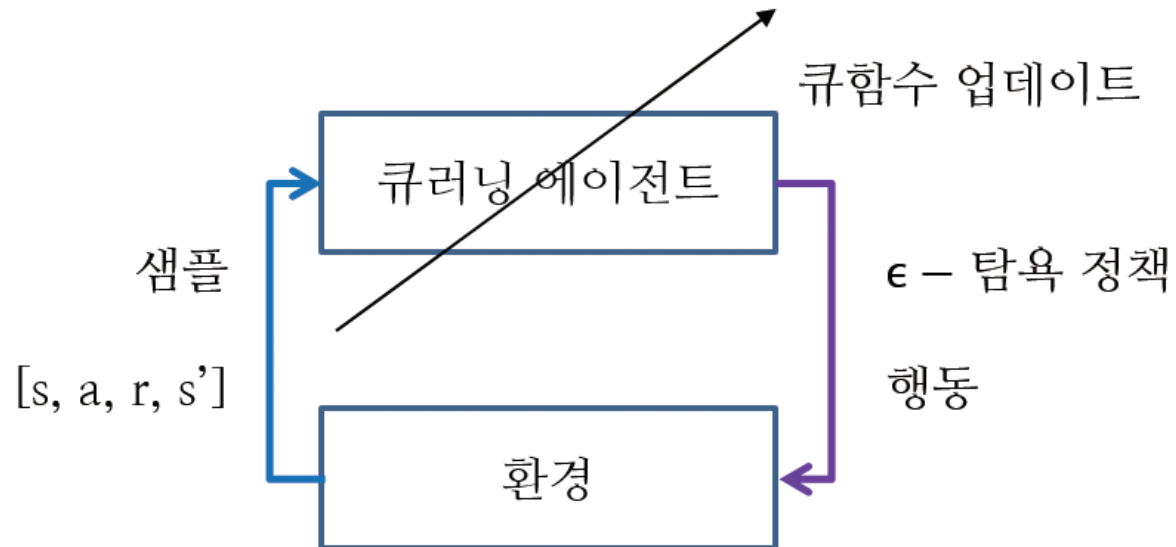 큐함수 업데이트
큐러닝 에이전트
샘플
ϵ – 탐욕 정책
[s, a, r, s’]
행동
환경